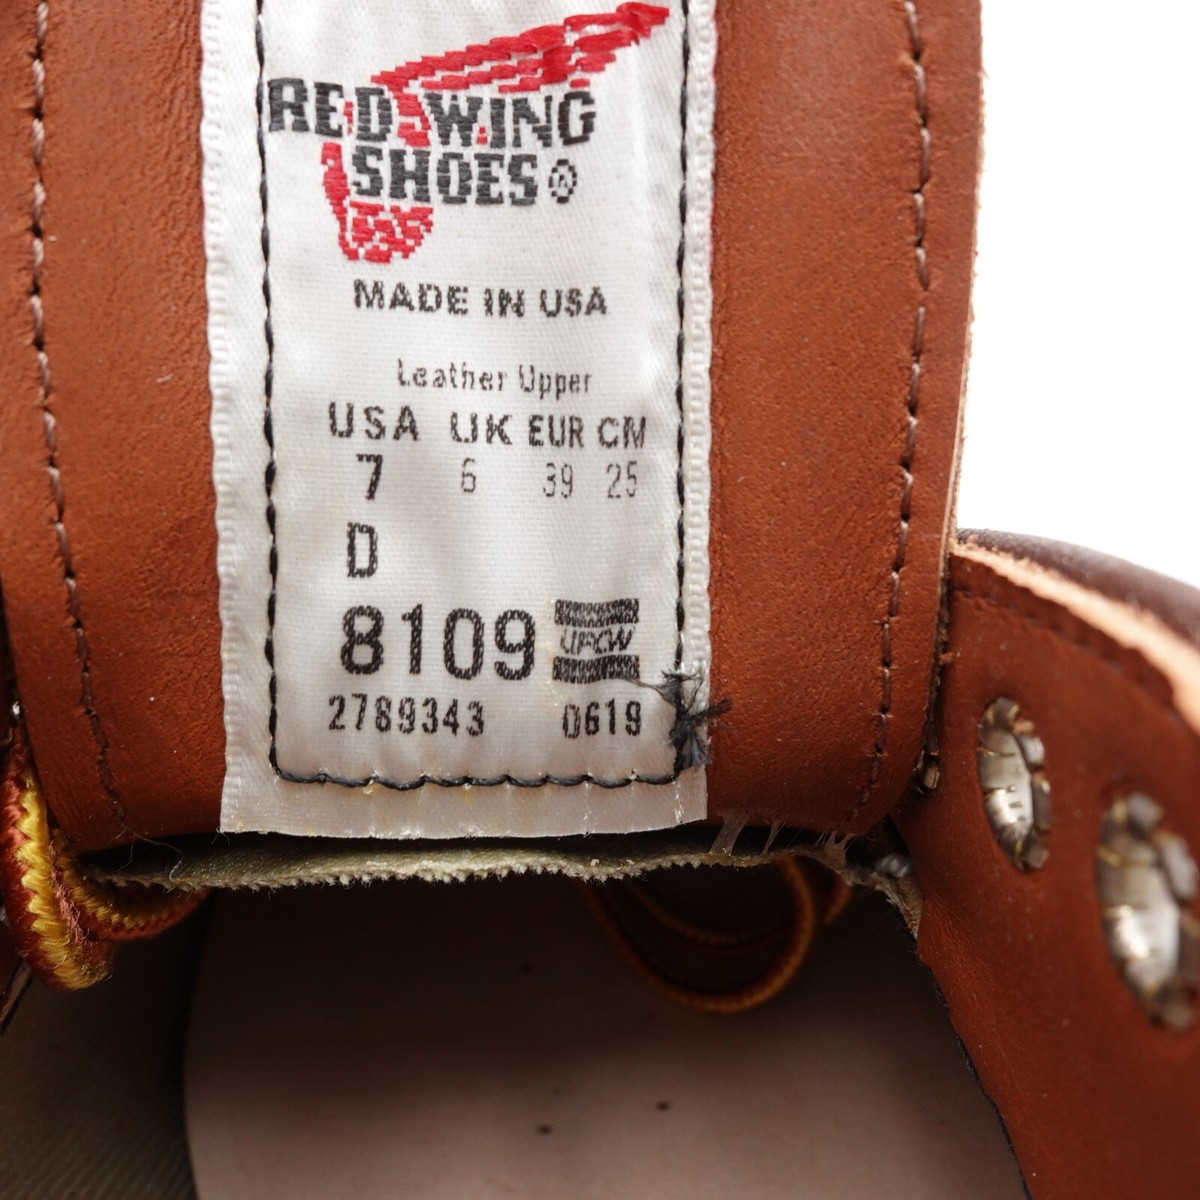 RED WING
SHOES®
MADE IN USA
Leather Upper
USA UK EUR CM
7 6 39 25
D
8109 UFCW
2789343 0619